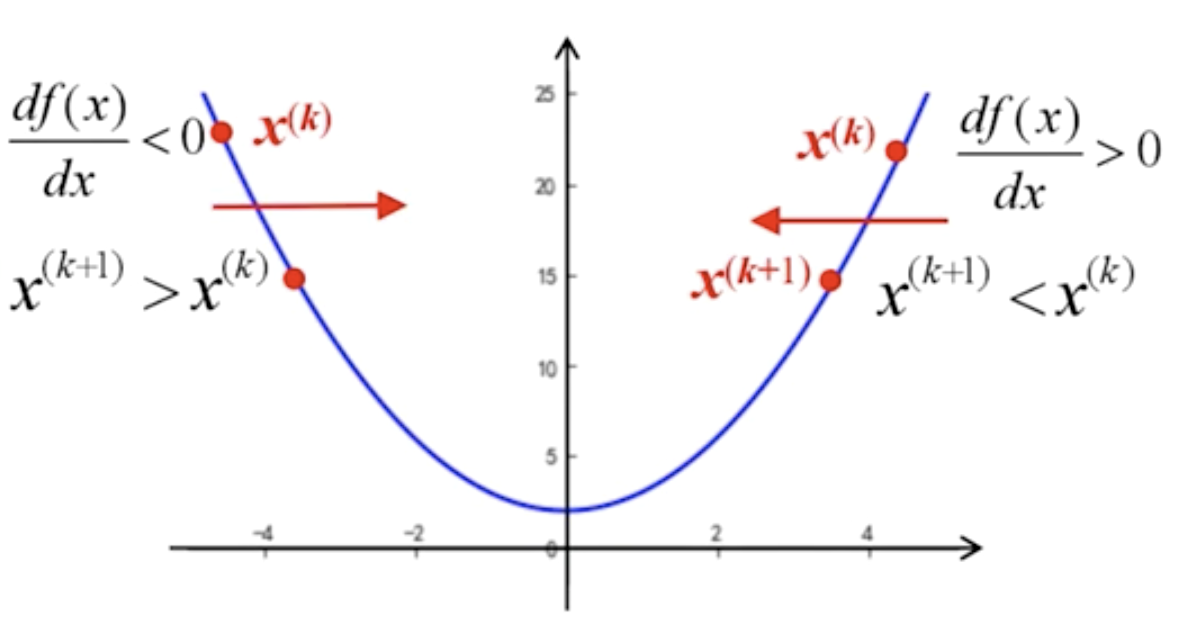 df(x)/dx < 0
x^(k)
x^(k+1) > x^(k)
25
20
15
10
5
0
-4
-2
2
4
x^(k)
df(x)/dx > 0
x^(k+1)
x^(k+1) < x^(k)